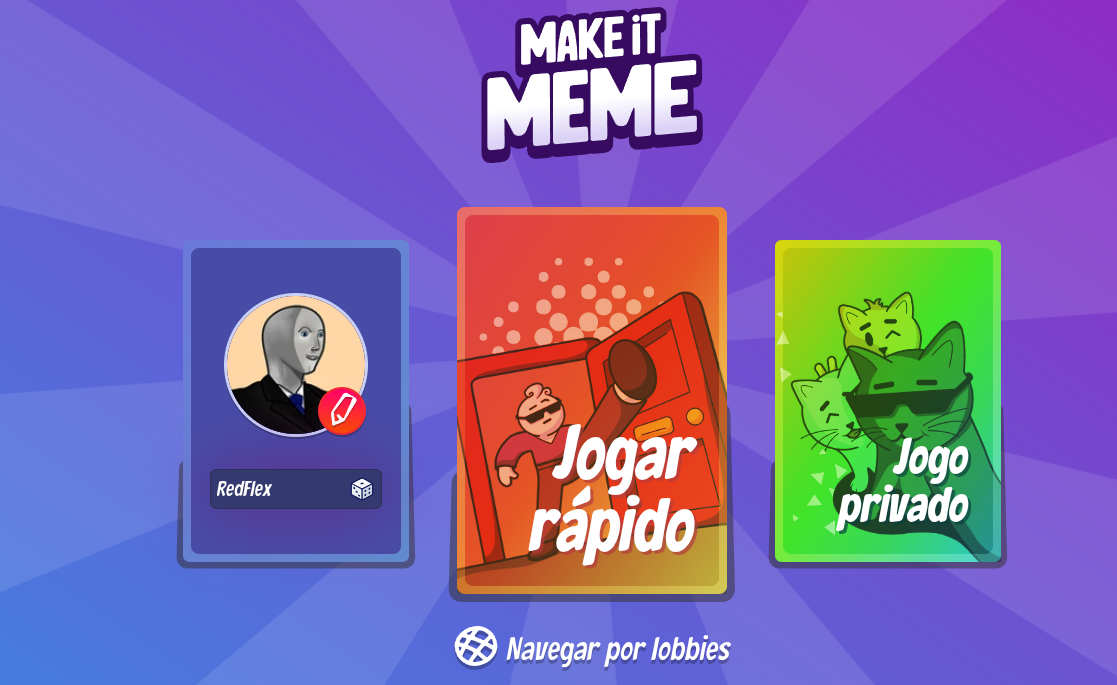 MAKE iT
MEME
RedFlex
Jogar
rápido
Jogo
privado
Navegar por lobbies